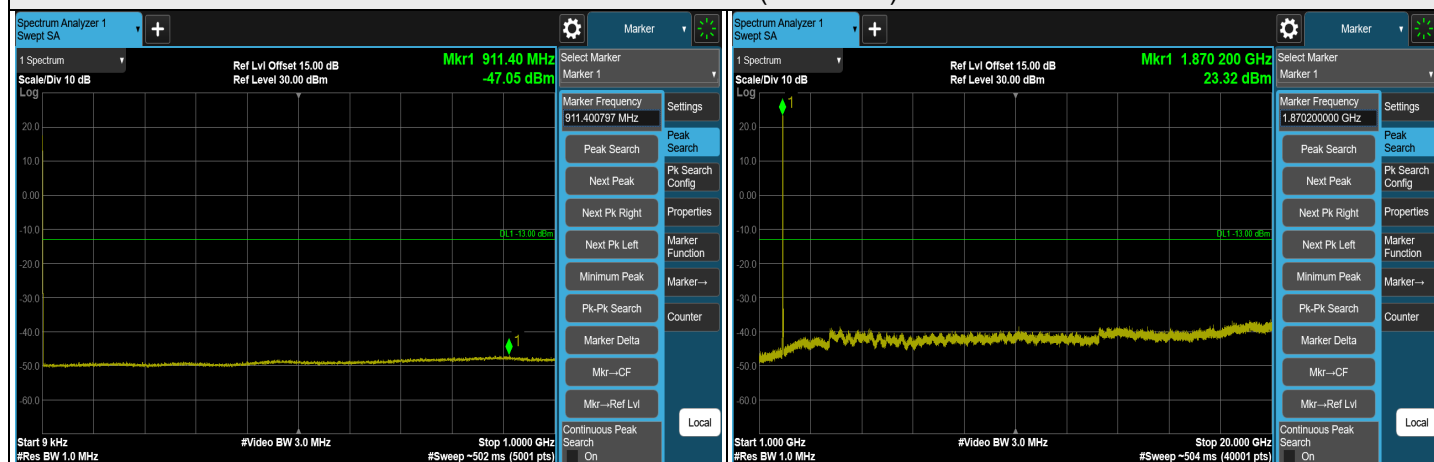 Spectrum Analyzer 1
Swept SA
+
Marker
1 Spectrum
Scale/Div 10 dB
Log
Ref Lvl Offset 15.00 dB
Ref Level 30.00 dBm
Mkr1 911.40 MHz
-47.05 dBm
20.0
10.0
0.00
-10.0
-20.0
-30.0
-40.0
-50.0
-60.0
DL1 -13.00 dBm
1
Start 9 kHz
#Res BW 1.0 MHz
#Video BW 3.0 MHz
Stop 1.0000 GHz
#Sweep ~502 ms (5001 pts)
Select Marker
Marker 1
Marker Frequency
911.400797 MHz
Peak Search
Next Peak
Next Pk Right
Next Pk Left
Minimum Peak
Pk-Pk Search
Marker Delta
Mkr→CF
Mkr→Ref Lvl
Continuous Peak
Search
On
Settings
Peak
Search
Pk Search
Config
Properties
Marker
Function
Marker→
Counter
Local
Spectrum Analyzer 1
Swept SA
+
Marker
1 Spectrum
Scale/Div 10 dB
Log
Ref Lvl Offset 15.00 dB
Ref Level 30.00 dBm
Mkr1 1.870 200 GHz
23.32 dBm
1
20.0
10.0
0.00
-10.0
-20.0
-30.0
-40.0
-50.0
-60.0
DL1 -13.00 dBm
Start 1.000 GHz
#Res BW 1.0 MHz
#Video BW 3.0 MHz
Stop 20.000 GHz
#Sweep ~504 ms (40001 pts)
Select Marker
Marker 1
Marker Frequency
1.870200000 GHz
Peak Search
Next Peak
Next Pk Right
Next Pk Left
Minimum Peak
Pk-Pk Search
Marker Delta
Mkr→CF
Mkr→Ref Lvl
Continuous Peak
Search
On
Settings
Peak
Search
Pk Search
Config
Properties
Marker
Function
Marker→
Counter
Local